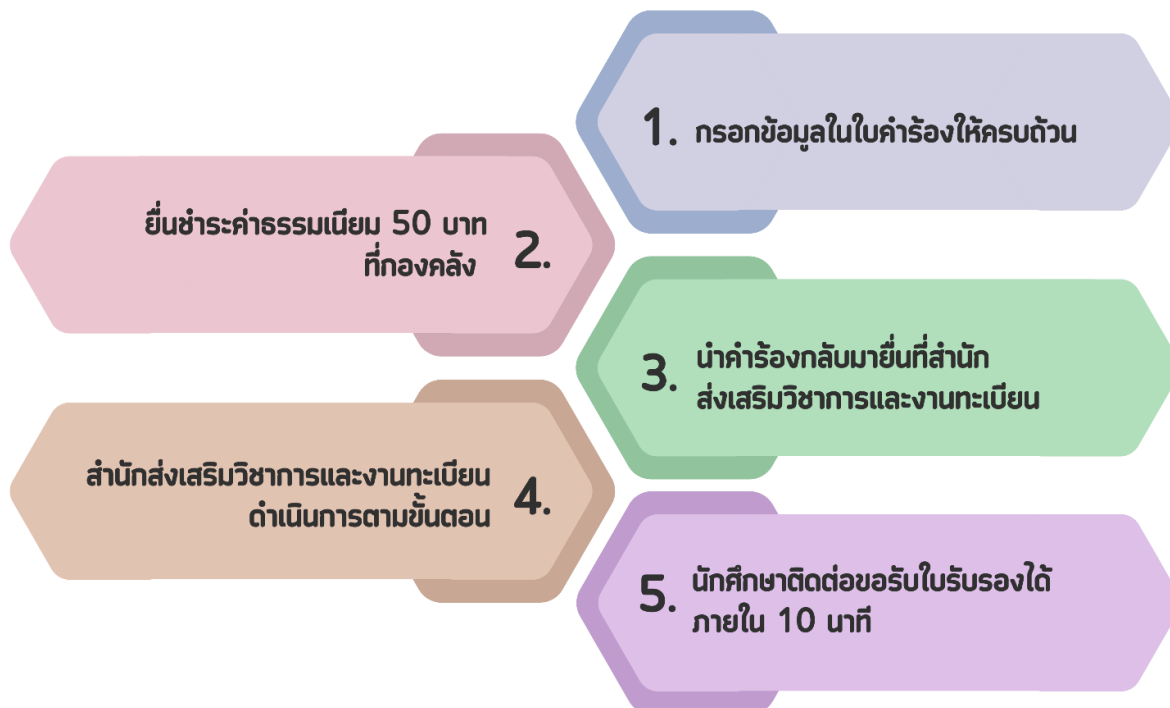 1. กรอกข้อมูลในใบคำร้องให้ครบถ้วน
2. ยื่นชำระค่าธรรมเนียม 50 บาท
ที่กองคลัง
3. นำคำร้องกลับมายื่นที่สำนัก
ส่งเสริมวิชาการและงานทะเบียน
4. สำนักส่งเสริมวิชาการและงานทะเบียน
ดำเนินการตามขั้นตอน
5. นักศึกษาติดต่อขอรับใบรับรองได้
ภายใน 10 นาที